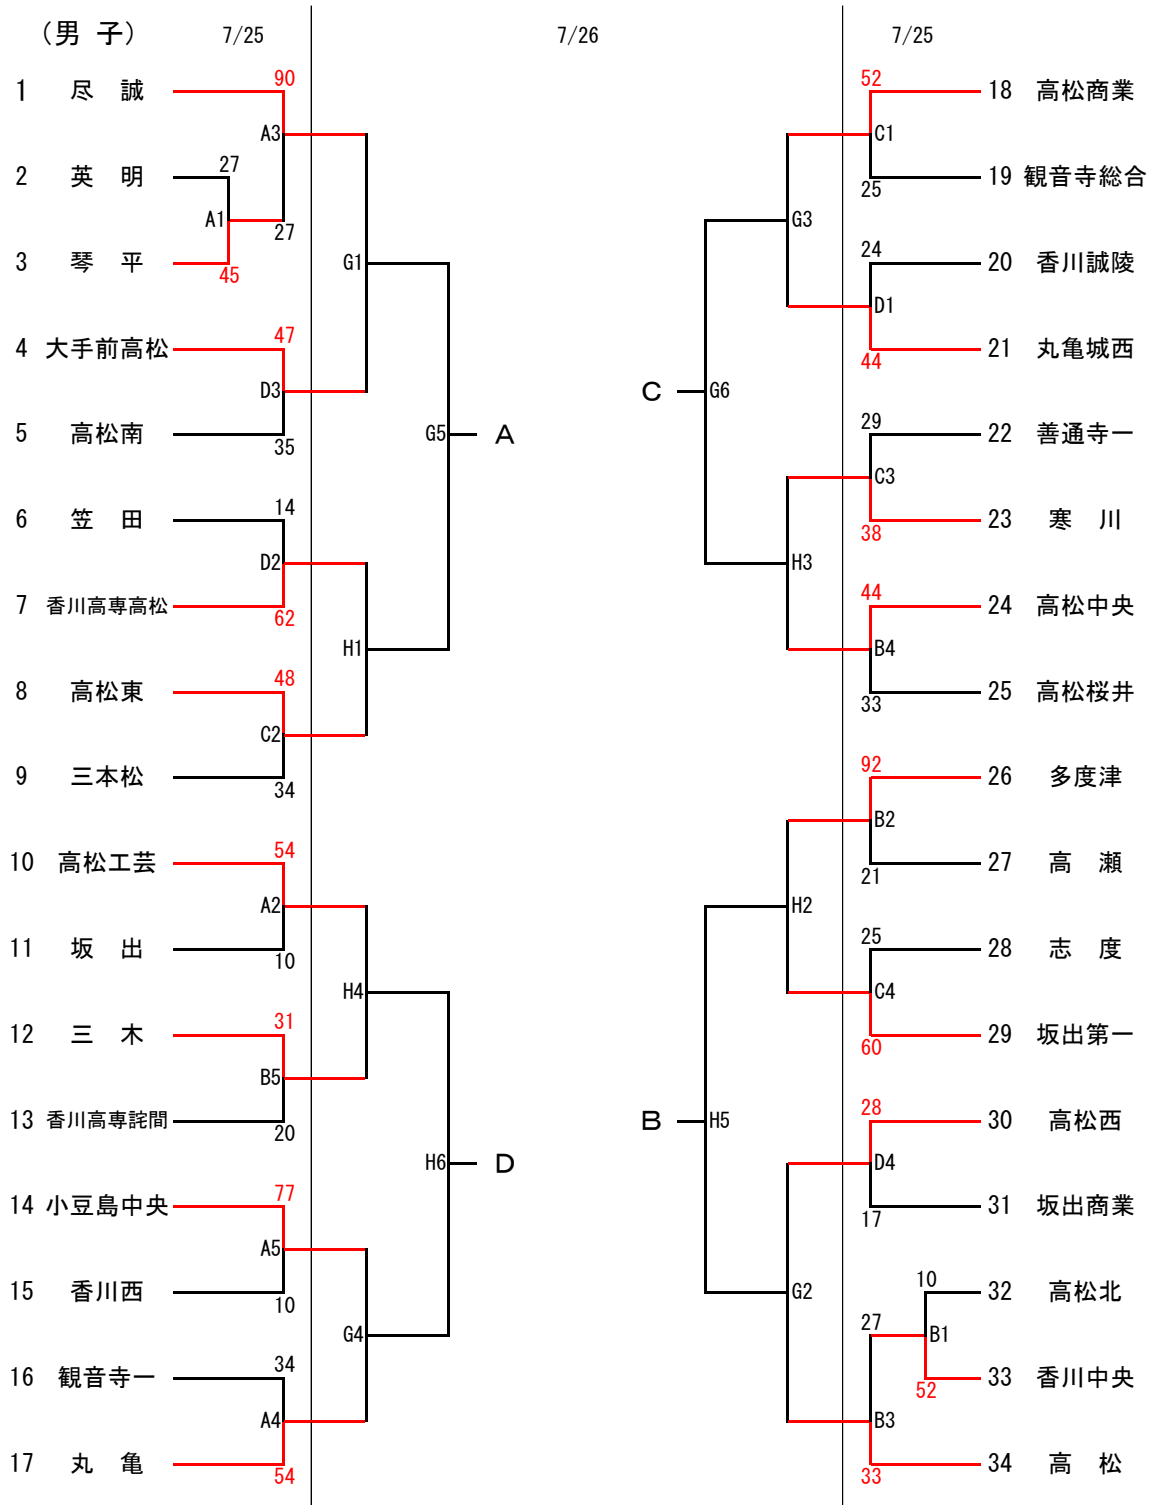 （男 子） 7/25 7/26 7/25
90 52
1 尽 誠 18 高松商業
A3 C1
27
2 英 明 19 観音寺総合
25
A1 G3
27 24
3 琴 平 G1 20 香川誠陵
45
D1
47
4 大手前高松 21 丸亀城西
44
D3 C G6
29
5 高松南 G5 A 22 善通寺一
35
C3
14
6 笠 田 23 寒 川
38
D2 H3
44
7 香川高専高松 24 高松中央
62
H1 B4
48
8 高松東 25 高松桜井
33
C2
92
9 三本松 26 多度津
34
B2
54
10 高松工芸 27 高 瀬
21
A2 H2
25
11 坂 出 28 志 度
10
H4 C4
31
12 三 木 29 坂出第一
60
B5
28
13 香川高専詫間 B H5 30 高松西
20
H6 D D4
77
14 小豆島中央 31 坂出商業
17
A5
10
15 香川西 G2 32 高松北
10
27
G4 B1
34
16 観音寺一 33 香川中央
52
A4 B3
17 丸 亀 34 高 松
54 33